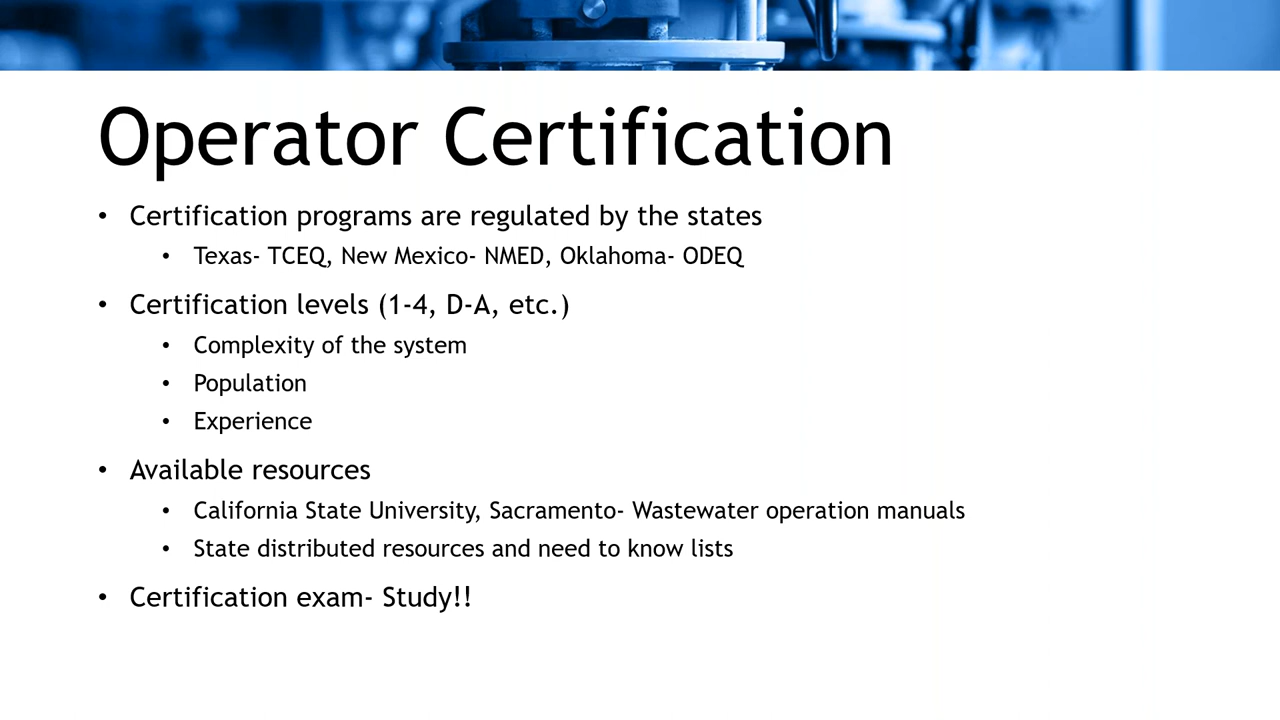 Operator Certification
• Certification programs are regulated by the states
• Texas- TCEQ, New Mexico- NMED, Oklahoma- ODEQ
• Certification levels (1-4, D-A, etc.)
• Complexity of the system
• Population
• Experience
• Available resources
• California State University, Sacramento- Wastewater operation manuals
• State distributed resources and need to know lists
• Certification exam- Study!!